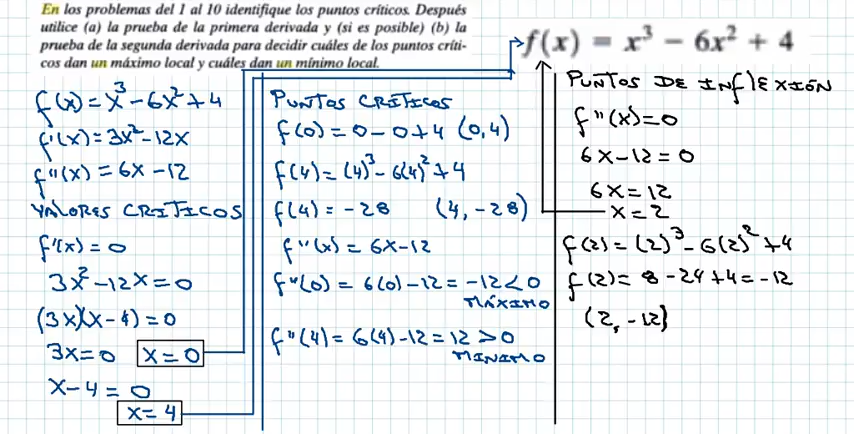 En los problemas del 1 al 10 identifique los puntos críticos. Después
utilice (a) la prueba de la primera derivada y (si es posible) (b) la
prueba de la segunda derivada para decidir cuáles de los puntos críti-
cos dan un máximo local y cuáles dan un mínimo local.
f(x) = x³ − 6x² + 4
f(x) = x³ − 6x² + 4
f'(x) = 3x² − 12x
f''(x) = 6x − 12
VALORES CRITICOS
f'(x) = 0
3x² − 12x = 0
(3x)(x − 4) = 0
3x = 0 x = 0
x − 4 = 0
x = 4
PUNTOS CRITICOS
f(0) = 0 − 0 + 4 (0,4)
f(4) = (4)³ − 6(4)² + 4
f(4) = −28 (4, −28)
f''(x) = 6x − 12
f''(0) = 6(0) − 12 = −12 < 0
MÁXIMO
f''(4) = 6(4) − 12 = 12 > 0
MINIMO
PUNTOS DE INFLEXIÓN
f''(x) = 0
6x − 12 = 0
6x = 12
x = 2
f(2) = (2)³ − 6(2)² + 4
f(2) = 8 − 24 + 4 = −12
(2, −12)